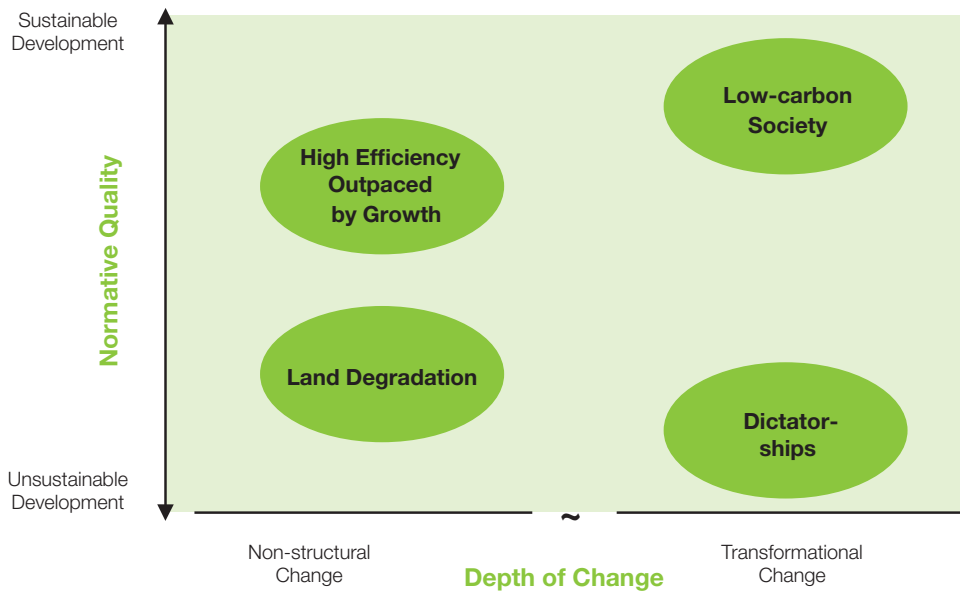 Sustainable
Development
Low-carbon
Society
High Efficiency
Outpaced
by Growth
Normative Quality
Land Degradation
Dictator-
ships
Unsustainable
Development
~
Non-structural
Change
Depth of Change
Transformational
Change